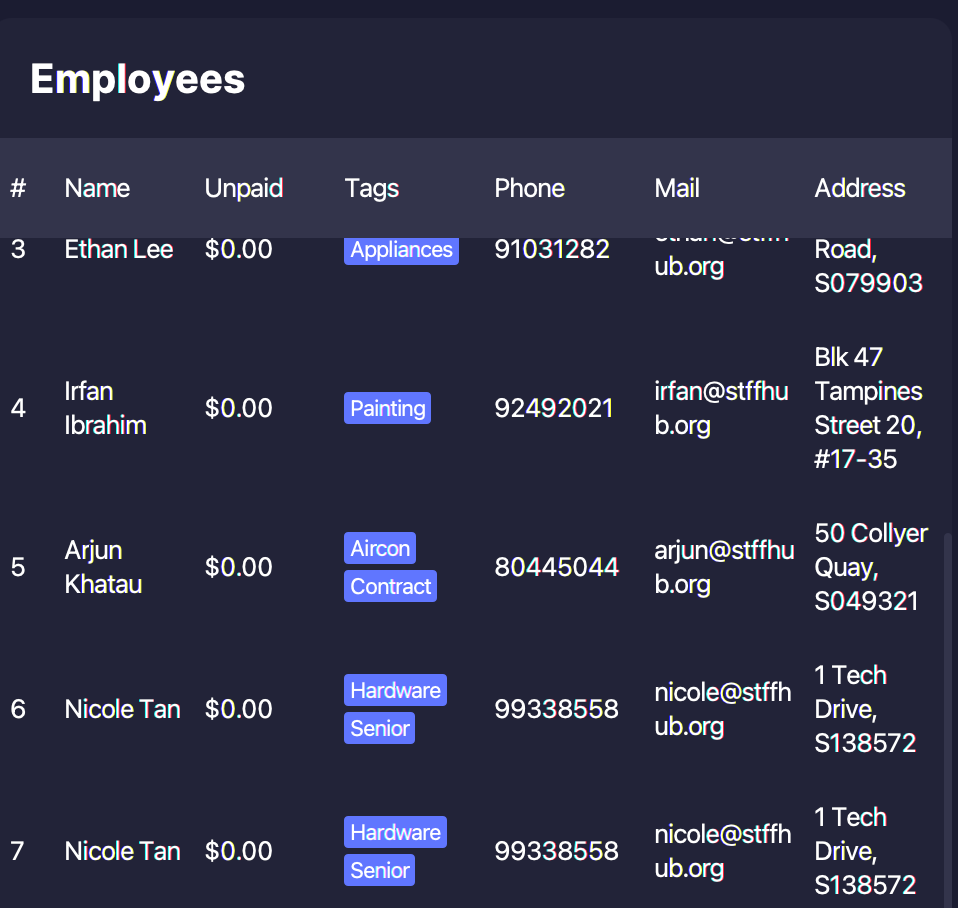 Employees
# Name Unpaid Tags Phone Mail Address
3 Ethan Lee $0.00 Appliances 91031282 ub.org Road, S079903
4 Irfan Ibrahim $0.00 Painting 92492021 irfan@stffhub.org Blk 47 Tampines Street 20, #17-35
5 Arjun Khatau $0.00 Aircon Contract 80445044 arjun@stffhub.org 50 Collyer Quay, S049321
6 Nicole Tan $0.00 Hardware Senior 99338558 nicole@stffhub.org 1 Tech Drive, S138572
7 Nicole Tan $0.00 Hardware Senior 99338558 nicole@stffhub.org 1 Tech Drive, S138572